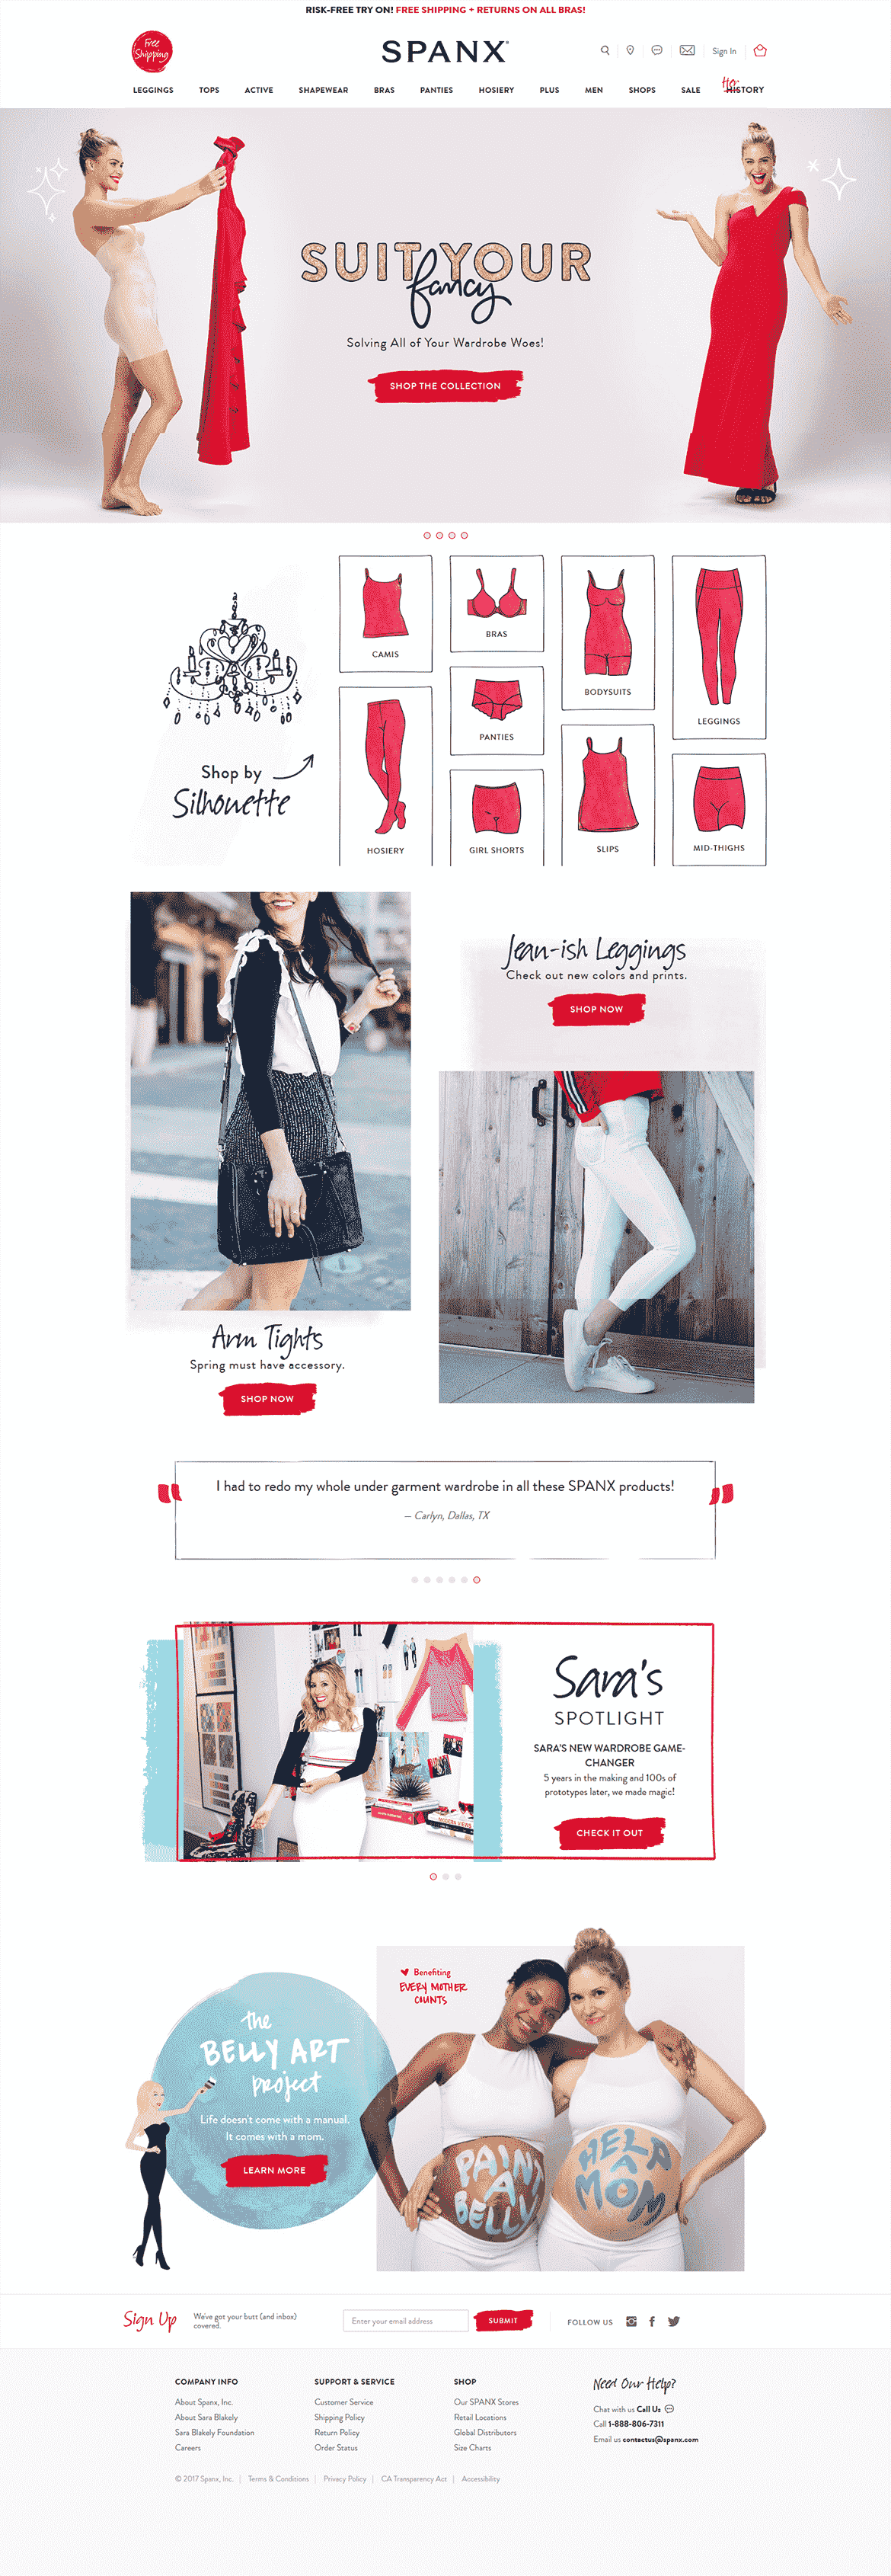 RISK-FREE TRY ON! FREE SHIPPING + RETURNS ON ALL BRAS!
Free
Shipping
SPANX
Sign In
LEGGINGS TOPS ACTIVE SHAPEWEAR BRAS PANTIES HOSIERY PLUS MEN SHOPS SALE Her HISTORY
SUIT YOUR
fancy
Solving All of Your Wardrobe Woes!
SHOP THE COLLECTION
CAMIS
BRAS
BODYSUITS
LEGGINGS
PANTIES
Shop by
Silhouette
HOSIERY
GIRL SHORTS
SLIPS
MID-THIGHS
Jean-ish Leggings
Check out new colors and prints.
SHOP NOW
Arm Tights
Spring must have accessory.
SHOP NOW
I had to redo my whole under garment wardrobe in all these SPANX products!
— Carlyn, Dallas, TX
Sara's
SPOTLIGHT
SARA'S NEW WARDROBE GAME-
CHANGER
5 years in the making and 100s of
prototypes later, we made magic!
CHECK IT OUT
Benefiting
EVERY MOTHER
COUNTS
the
BELLY ART
project
Life doesn't come with a manual.
It comes with a mom.
LEARN MORE
PAINT
A
BELLY
HELP
A
MOM
Sign Up
We've got your butt (and inbox)
covered.
Enter your email address
SUBMIT
FOLLOW US
COMPANY INFO
About Spanx, Inc.
About Sara Blakely
Sara Blakely Foundation
Careers
SUPPORT & SERVICE
Customer Service
Shipping Policy
Return Policy
Order Status
SHOP
Our SPANX Stores
Retail Locations
Global Distributors
Size Charts
Need Our Help?
Chat with us Call Us
Call 1-888-806-7311
Email us contactus@spanx.com
© 2017 Spanx, Inc. | Terms & Conditions | Privacy Policy | CA Transparency Act | Accessibility